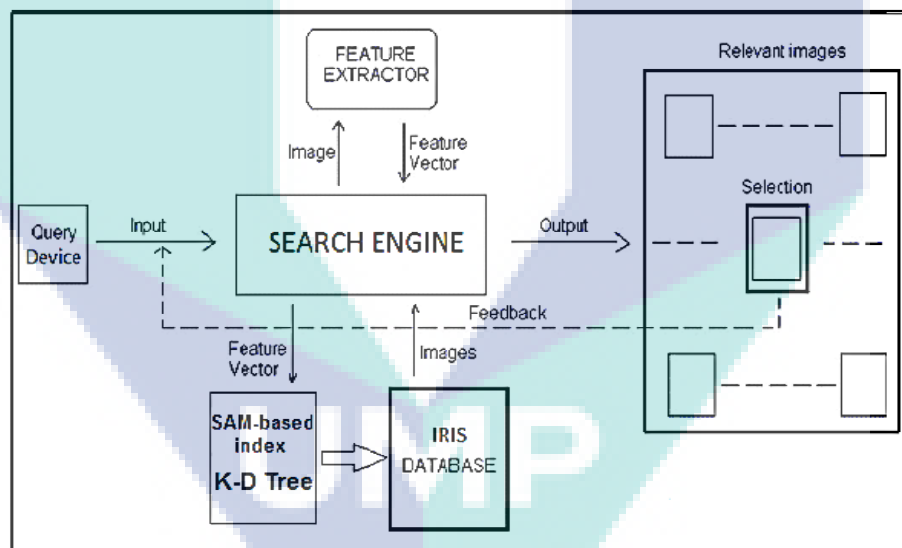 FEATURE
EXTRACTOR
Relevant images
Image
Feature
Vector
Selection
Query
Device
Input
SEARCH ENGINE
Output
Feedback
Feature
Vector
Images
SAM-based
index
K-D Tree
IRIS
DATABASE
UMP